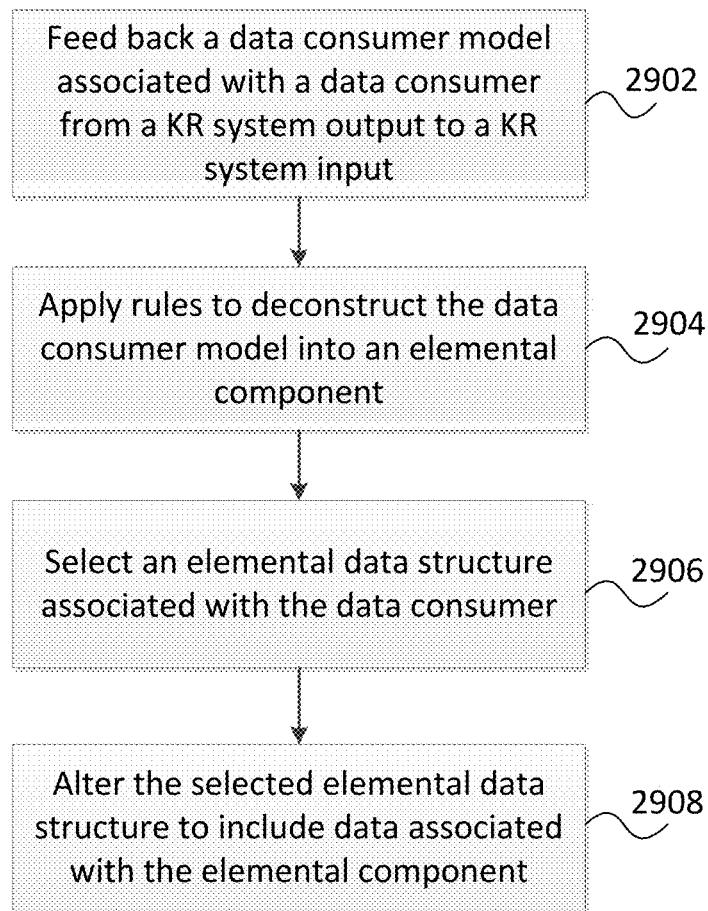 Feed back a data consumer model
associated with a data consumer
from a KR system output to a KR
system input
2902
Apply rules to deconstruct the data
consumer model into an elemental
component
2904
Select an elemental data structure
associated with the data consumer
2906
Alter the selected elemental data
structure to include data associated
with the elemental component
2908